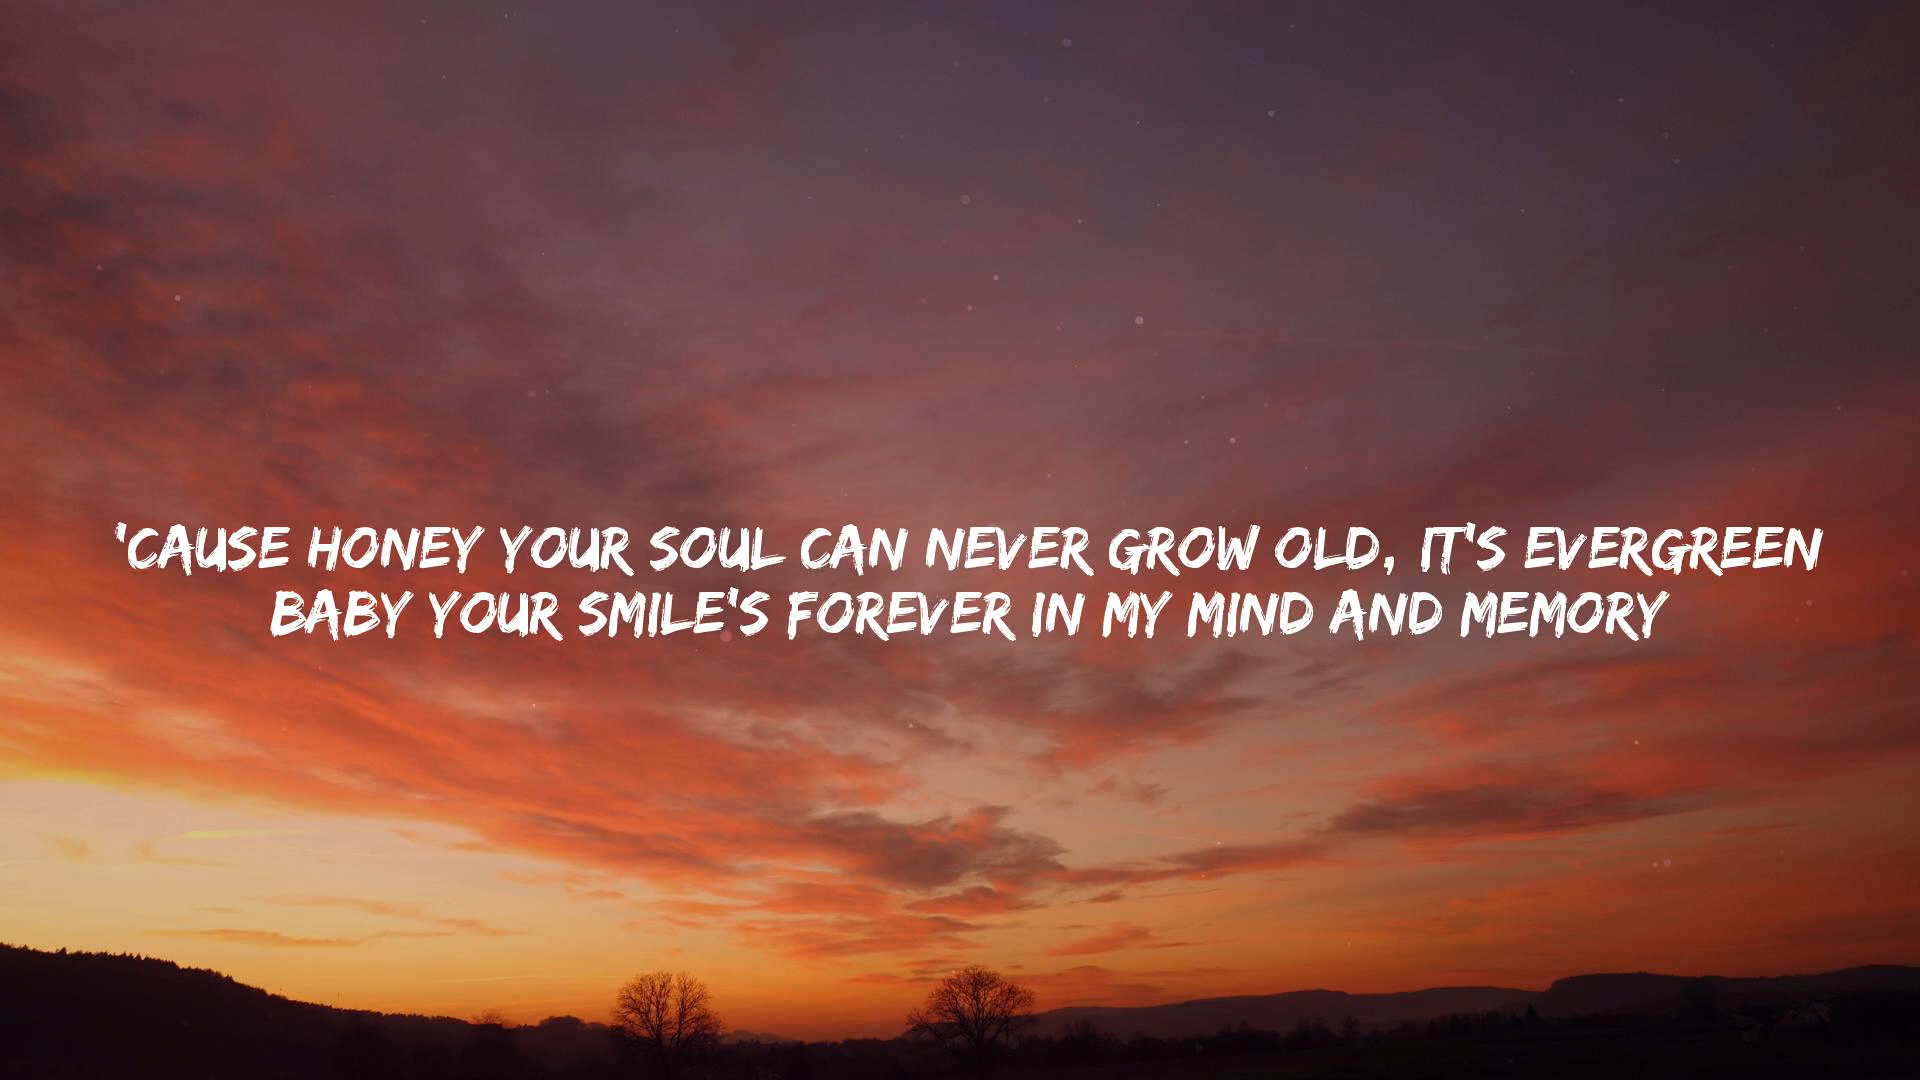 'CAUSE HONEY YOUR SOUL CAN NEVER GROW OLD, IT'S EVERGREEN
BABY YOUR SMILE'S FOREVER IN MY MIND AND MEMORY